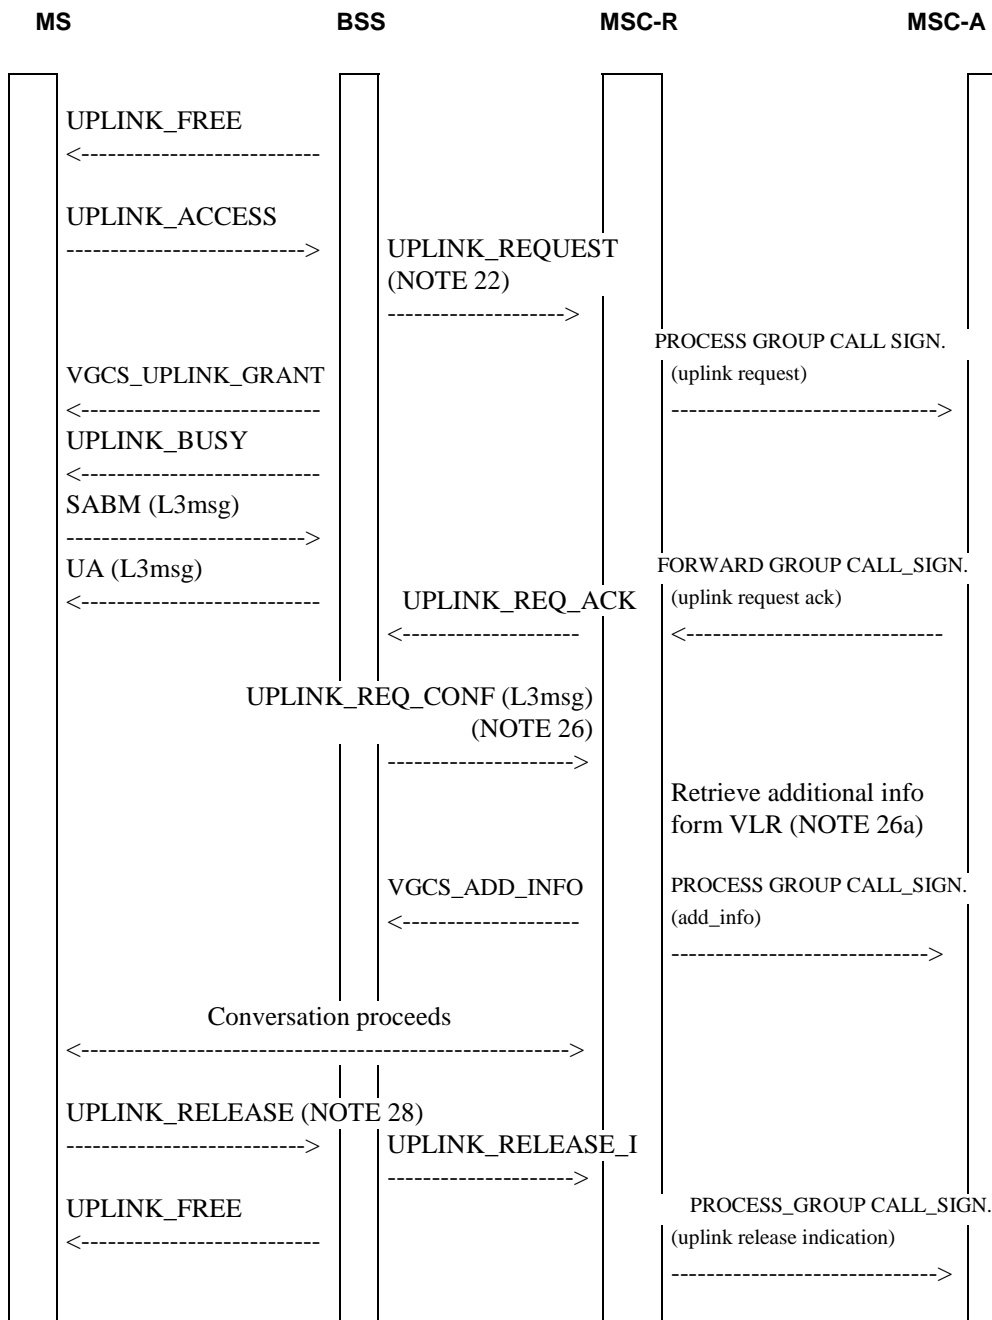 MS BSS MSC-R MSC-A
UPLINK_FREE
<---------------------------
UPLINK_ACCESS
--------------------------->
UPLINK_REQUEST
(NOTE 22)
-------------------->
PROCESS GROUP CALL SIGN.
VGCS_UPLINK_GRANT (uplink request)
<--------------------------- ------------------------------>
UPLINK_BUSY
<---------------------------
SABM (L3msg)
--------------------------->
UA (L3msg) FORWARD GROUP CALL_SIGN.
<--------------------------- UPLINK_REQ_ACK (uplink request ack)
<-------------------- <-----------------------------
UPLINK_REQ_CONF (L3msg)
(NOTE 26)
--------------------->
Retrieve additional info
form VLR (NOTE 26a)
VGCS_ADD_INFO PROCESS GROUP CALL_SIGN.
<-------------------- (add_info)
----------------------------->
Conversation proceeds
<------------------------------------------------------->
UPLINK_RELEASE (NOTE 28)
---------------------------> UPLINK_RELEASE_I
--------------------->
UPLINK_FREE PROCESS_GROUP CALL_SIGN.
<--------------------------- (uplink release indication)
------------------------------>